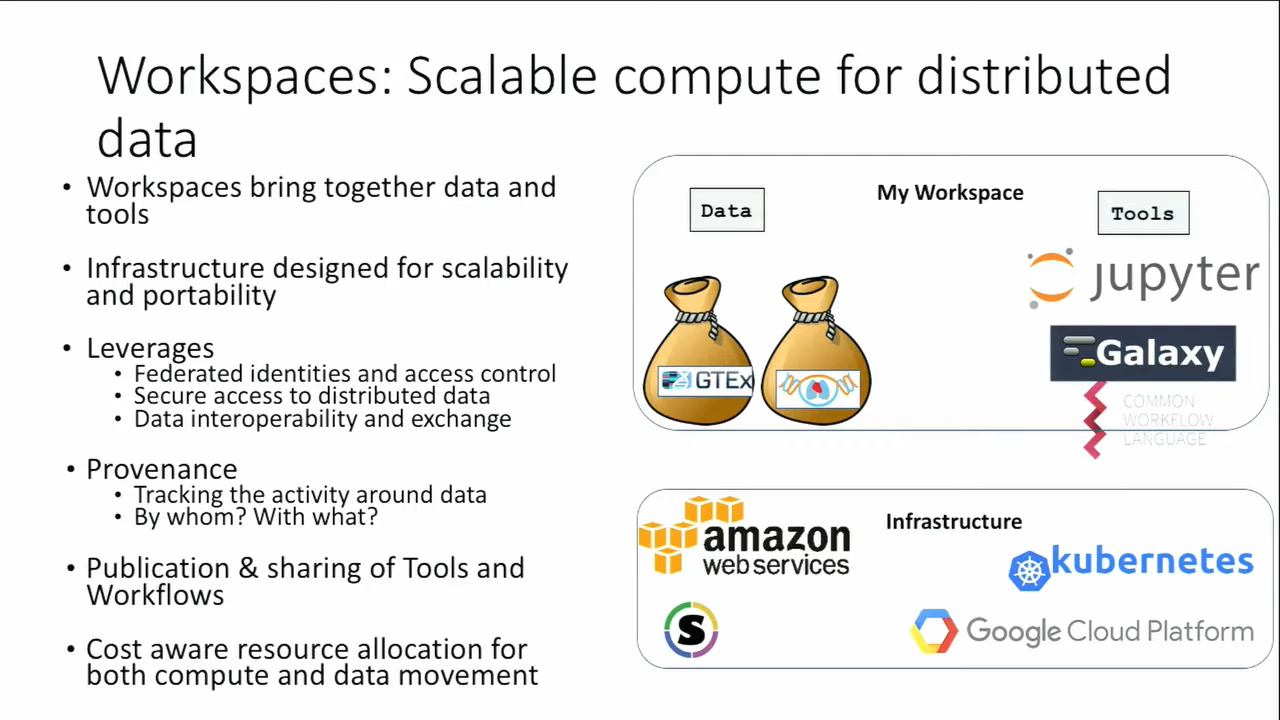 Workspaces: Scalable compute for distributed
data
• Workspaces bring together data and
tools
• Infrastructure designed for scalability
and portability
• Leverages
• Federated identities and access control
• Secure access to distributed data
• Data interoperability and exchange
• Provenance
• Tracking the activity around data
• By whom? With what?
• Publication & sharing of Tools and
Workflows
• Cost aware resource allocation for
both compute and data movement
My Workspace
Data
Tools
GTEx
jupyter
Galaxy
COMMON
WORKFLOW
LANGUAGE
Infrastructure
amazon
web services
kubernetes
S
Google Cloud Platform